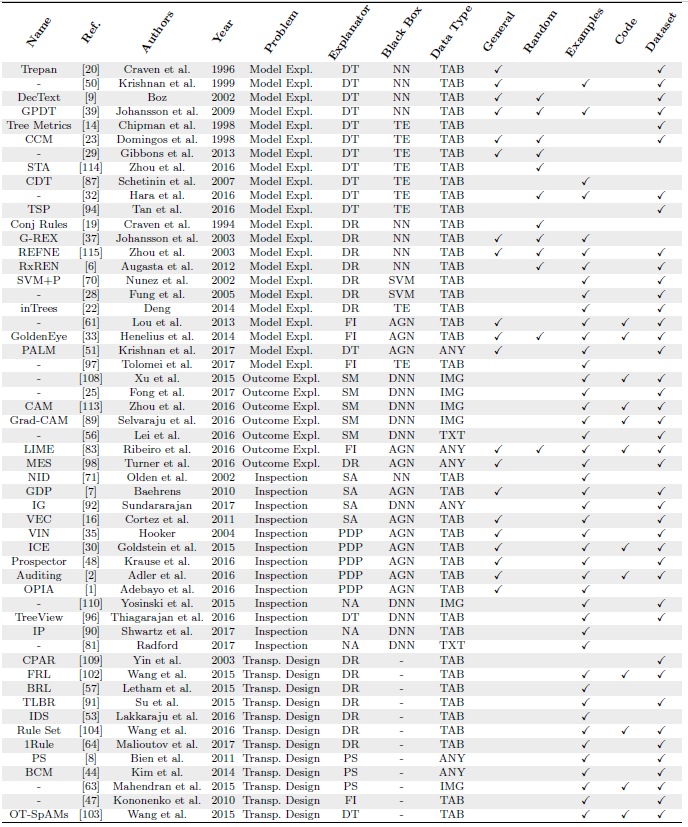 Name Ref. Authors Year Problem Explanator Black Box Data Type General Random Examples Code Dataset
Trepan [20] Craven et al. 1996 Model Expl. DT NN TAB ✓ ✓
- [50] Krishnan et al. 1999 Model Expl. DT NN TAB ✓ ✓ ✓
DecText [9] Boz 2002 Model Expl. DT NN TAB ✓ ✓ ✓
GPDT [39] Johansson et al. 2009 Model Expl. DT NN TAB ✓ ✓ ✓ ✓
Tree Metrics [14] Chipman et al. 1998 Model Expl. DT TE TAB ✓
CCM [23] Domingos et al. 1998 Model Expl. DT TE TAB ✓ ✓ ✓
- [29] Gibbons et al. 2013 Model Expl. DT TE TAB ✓ ✓
STA [114] Zhou et al. 2016 Model Expl. DT TE TAB ✓
CDT [87] Schetinin et al. 2007 Model Expl. DT TE TAB ✓
- [32] Hara et al. 2016 Model Expl. DT TE TAB ✓ ✓ ✓
TSP [94] Tan et al. 2016 Model Expl. DT TE TAB ✓
Conj Rules [19] Craven et al. 1994 Model Expl. DR NN TAB ✓
G-REX [37] Johansson et al. 2003 Model Expl. DR NN TAB ✓ ✓ ✓
REFNE [115] Zhou et al. 2003 Model Expl. DR NN TAB ✓ ✓ ✓ ✓
RxREN [6] Augasta et al. 2012 Model Expl. DR NN TAB ✓ ✓ ✓
SVM+P [70] Nunez et al. 2002 Model Expl. DR SVM TAB ✓ ✓
- [28] Fung et al. 2005 Model Expl. DR SVM TAB ✓ ✓
inTrees [22] Deng 2014 Model Expl. DR TE TAB ✓ ✓
- [61] Lou et al. 2013 Model Expl. FI AGN TAB ✓ ✓ ✓ ✓
GoldenEye [33] Henelius et al. 2014 Model Expl. FI AGN TAB ✓ ✓ ✓ ✓ ✓
PALM [51] Krishnan et al. 2017 Model Expl. DT AGN ANY ✓ ✓ ✓
- [97] Tolomei et al. 2017 Model Expl. FI TE TAB ✓
- [108] Xu et al. 2015 Outcome Expl. SM DNN IMG ✓ ✓ ✓
- [25] Fong et al. 2017 Outcome Expl. SM DNN IMG ✓ ✓
CAM [113] Zhou et al. 2016 Outcome Expl. SM DNN IMG ✓ ✓ ✓
Grad-CAM [89] Selvaraju et al. 2016 Outcome Expl. SM DNN IMG ✓ ✓ ✓
- [56] Lei et al. 2016 Outcome Expl. SM DNN TXT ✓ ✓
LIME [83] Ribeiro et al. 2016 Outcome Expl. FI AGN ANY ✓ ✓ ✓ ✓ ✓
MES [98] Turner et al. 2016 Outcome Expl. DR AGN ANY ✓ ✓ ✓
NID [71] Olden et al. 2002 Inspection SA NN TAB ✓
GDP [7] Baehrens 2010 Inspection SA AGN TAB ✓ ✓ ✓
IG [92] Sundararajan 2017 Inspection SA DNN ANY ✓ ✓
VEC [16] Cortez et al. 2011 Inspection SA AGN TAB ✓ ✓ ✓
VIN [35] Hooker 2004 Inspection PDP AGN TAB ✓ ✓ ✓
ICE [30] Goldstein et al. 2015 Inspection PDP AGN TAB ✓ ✓ ✓ ✓
Prospector [48] Krause et al. 2016 Inspection PDP AGN TAB ✓ ✓ ✓
Auditing [2] Adler et al. 2016 Inspection PDP AGN TAB ✓ ✓ ✓ ✓
OPIA [1] Adebayo et al. 2016 Inspection PDP AGN TAB ✓ ✓
- [110] Yosinski et al. 2015 Inspection NA DNN IMG ✓ ✓
TreeView [96] Thiagarajan et al. 2016 Inspection DT DNN TAB ✓ ✓
IP [90] Shwartz et al. 2017 Inspection NA DNN TAB ✓
- [81] Radford 2017 Inspection NA DNN TXT ✓
CPAR [109] Yin et al. 2003 Transp. Design DR - TAB ✓
FRL [102] Wang et al. 2015 Transp. Design DR - TAB ✓ ✓ ✓
BRL [57] Letham et al. 2015 Transp. Design DR - TAB ✓
TLBR [91] Su et al. 2015 Transp. Design DR - TAB ✓ ✓
IDS [53] Lakkaraju et al. 2016 Transp. Design DR - TAB ✓
Rule Set [104] Wang et al. 2016 Transp. Design DR - TAB ✓ ✓ ✓
1Rule [64] Malioutov et al. 2017 Transp. Design DR - TAB ✓ ✓
PS [8] Bien et al. 2011 Transp. Design PS - ANY ✓ ✓
BCM [44] Kim et al. 2014 Transp. Design PS - ANY ✓ ✓
- [63] Mahendran et al. 2015 Transp. Design PS - IMG ✓ ✓ ✓
- [47] Kononenko et al. 2010 Transp. Design FI - TAB ✓ ✓
OT-SpAMs [103] Wang et al. 2015 Transp. Design DT - TAB ✓ ✓ ✓